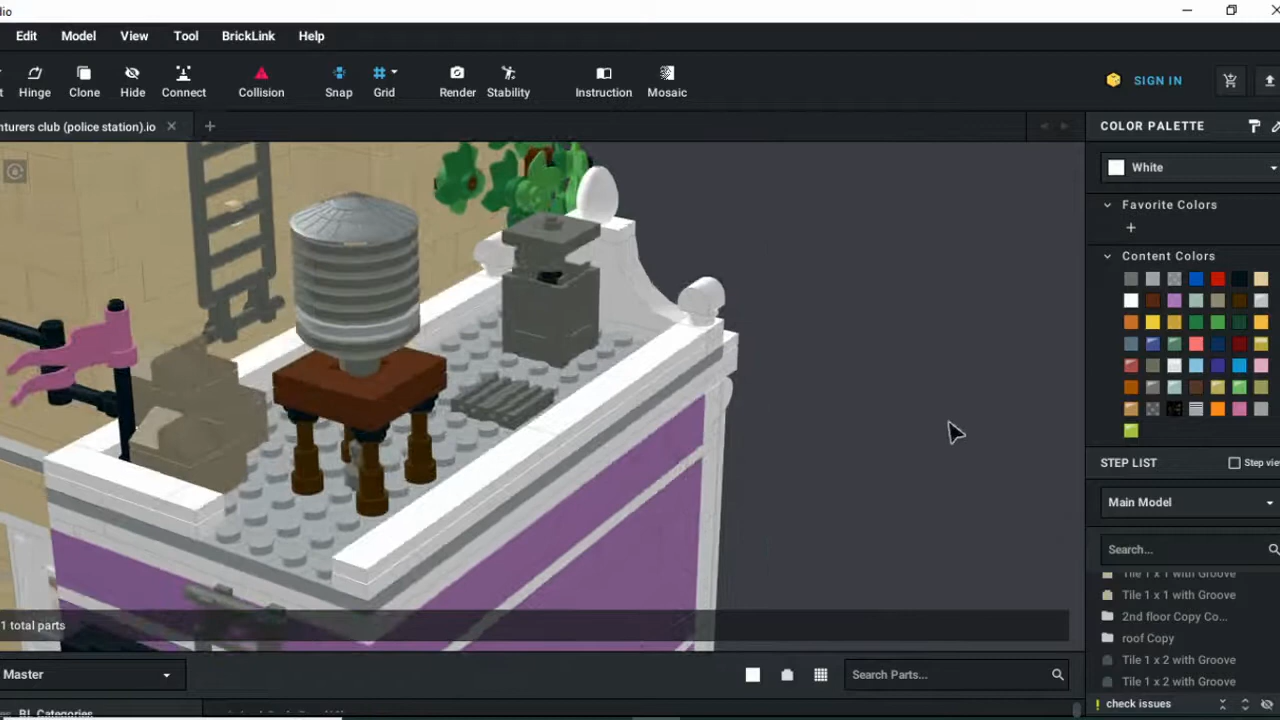 dio
Edit Model View Tool BrickLink Help
Hinge Clone Hide Connect Collision Snap Grid Render Stability Instruction Mosaic SIGN IN
nturers club (police station).io
COLOR PALETTE
White
Favorite Colors
Content Colors
STEP LIST Step vie
Main Model
Search...
Tile 1 x 1 with Groove
Tile 1 x 1 with Groove
2nd floor Copy Co...
roof Copy
Tile 1 x 2 with Groove
Tile 1 x 2 with Groove
1 total parts
Master Search Parts... check issues
BL Categories